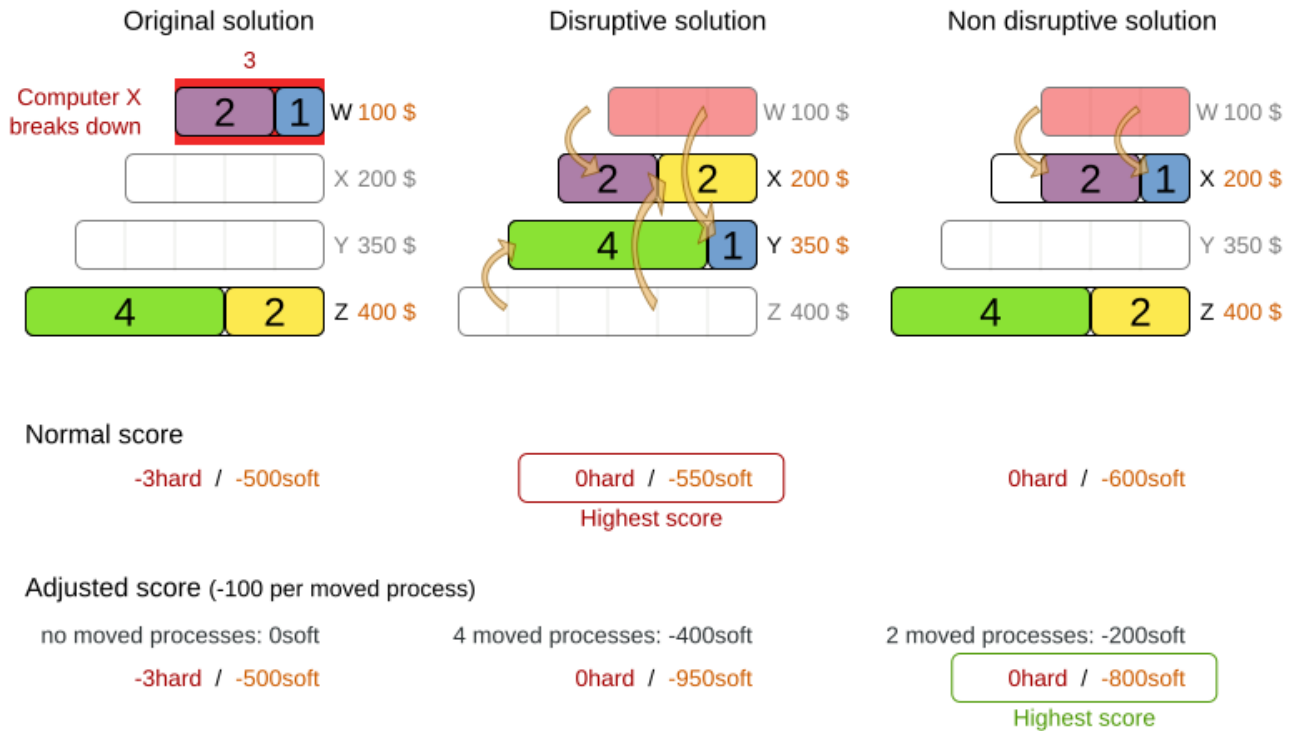 Original solution Disruptive solution Non disruptive solution
3
Computer X
breaks down
2 1 W 100 $ W 100 $ W 100 $
X 200 $ 2 2 X 200 $ 2 1 X 200 $
Y 350 $ 4 1 Y 350 $ Y 350 $
4 2 Z 400 $ Z 400 $ 4 2 Z 400 $
Normal score
-3hard / -500soft 0hard / -550soft 0hard / -600soft
Highest score
Adjusted score (-100 per moved process)
no moved processes: 0soft 4 moved processes: -400soft 2 moved processes: -200soft
-3hard / -500soft 0hard / -950soft 0hard / -800soft
Highest score